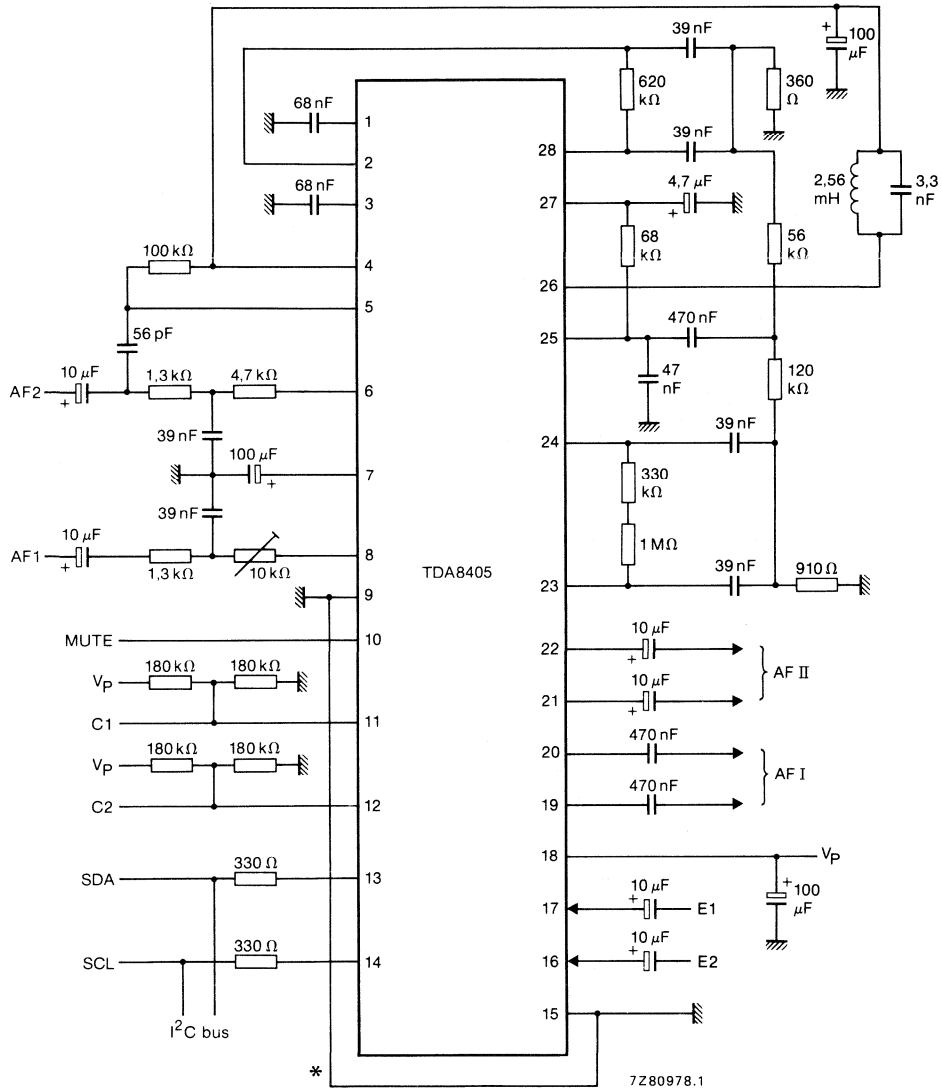 100 μF
+
39 nF
620 kΩ
360 Ω
68 nF
1
2
39 nF
28
68 nF
3
4,7 μF
+
27
2,56 mH
3,3 nF
100 kΩ
4
68 kΩ
56 kΩ
26
5
56 pF
470 nF
25
10 μF
1,3 kΩ
4,7 kΩ
AF2
+
6
47 nF
120 kΩ
39 nF
39 nF
24
100 μF
+
7
330 kΩ
39 nF
10 μF
1 MΩ
AF1
+
1,3 kΩ
10 kΩ
8
TDA8405
39 nF
910 Ω
23
9
10 μF
MUTE
10
22
+
180 kΩ
180 kΩ
VP
10 μF
AF II
21
+
C1
11
470 nF
20
180 kΩ
180 kΩ
VP
AF I
470 nF
19
C2
12
18
VP
330 Ω
SDA
13
+
100 μF
10 μF
17
+
E1
10 μF
330 Ω
SCL
14
16
+
E2
15
I²C bus
*
7Z80978.1